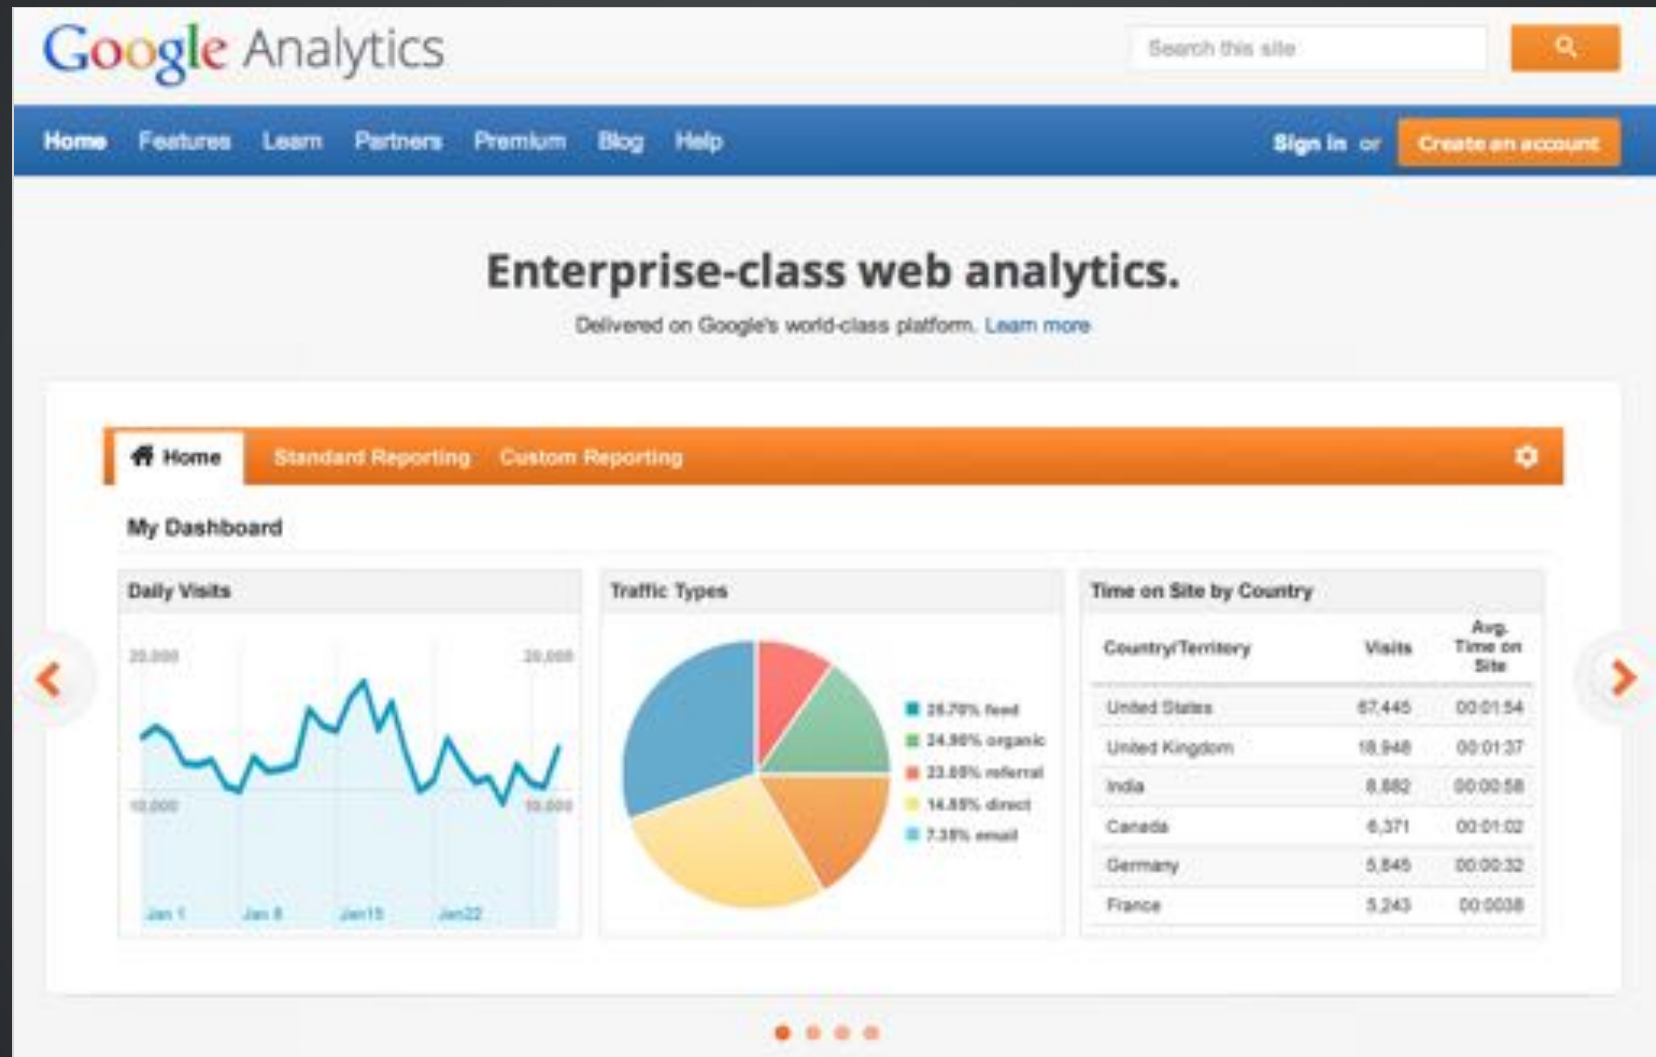 Google Analytics
Search this site
Home Features Learn Partners Premium Blog Help
Sign in or Create an account
Enterprise-class web analytics.
Delivered on Google's world-class platform. Learn more
Home Standard Reporting Custom Reporting
My Dashboard
Daily Visits
20,000 20,000
10,000 10,000
Jan 1 Jan 8 Jan15 Jan22
Traffic Types
feed
24.90% organic
referral
direct
email
Time on Site by Country
Country/Territory Visits Avg. Time on Site
United States 67,445 00:01:54
United Kingdom 18,948 00:01:37
India 8,882 00:00:58
Canada 6,371 00:01:02
Germany 5,845 00:00:32
France 5,243 00:0038